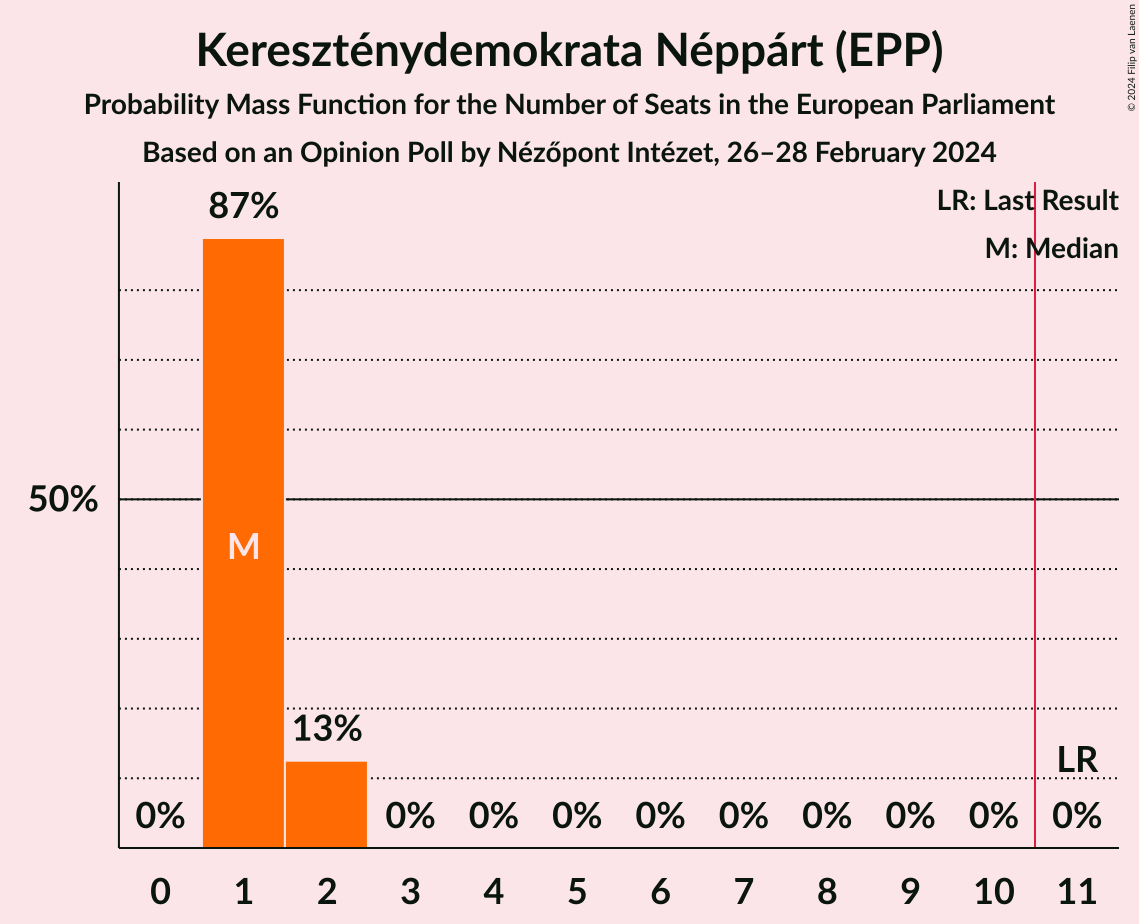 Kereszténydemokrata Néppárt (EPP)
Probability Mass Function for the Number of Seats in the European Parliament
Based on an Opinion Poll by Nézőpont Intézet, 26–28 February 2024
© 2024 Filip van Laenen
LR: Last Result
M: Median
87%
50%
M
13%
LR
0% 0% 0% 0% 0% 0% 0% 0% 0% 0%
0 1 2 3 4 5 6 7 8 9 10 11